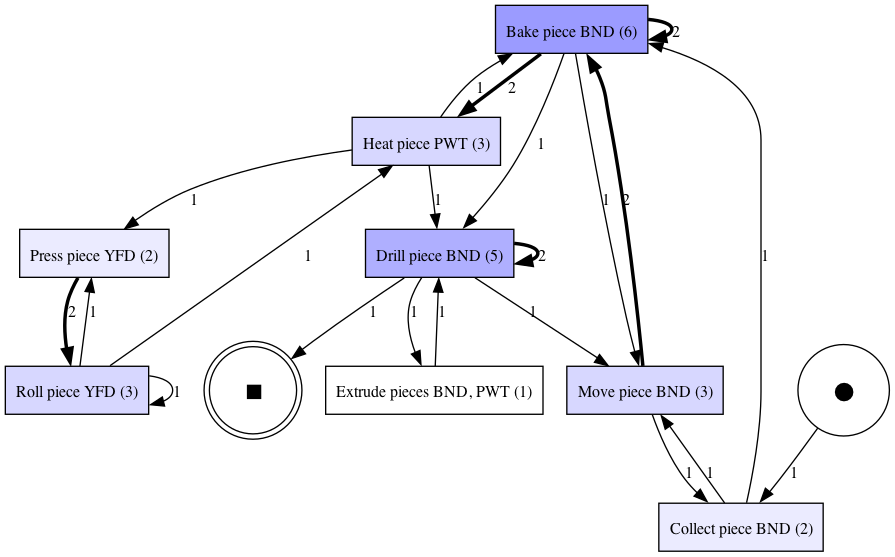 Bake piece BND (6)
2
1
2
Heat piece PWT (3)
1
1
1
1
2
Press piece YFD (2)
1
Drill piece BND (5)
2
1
2
1
1
1
1
1
Roll piece YFD (3)
1
Extrude pieces BND, PWT (1)
Move piece BND (3)
1
1
1
Collect piece BND (2)